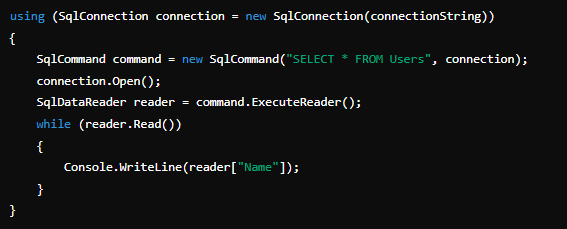 using (SqlConnection connection = new SqlConnection(connectionString))
{
    SqlCommand command = new SqlCommand("SELECT * FROM Users", connection);
    connection.Open();
    SqlDataReader reader = command.ExecuteReader();
    while (reader.Read())
    {
        Console.WriteLine(reader["Name"]);
    }
}